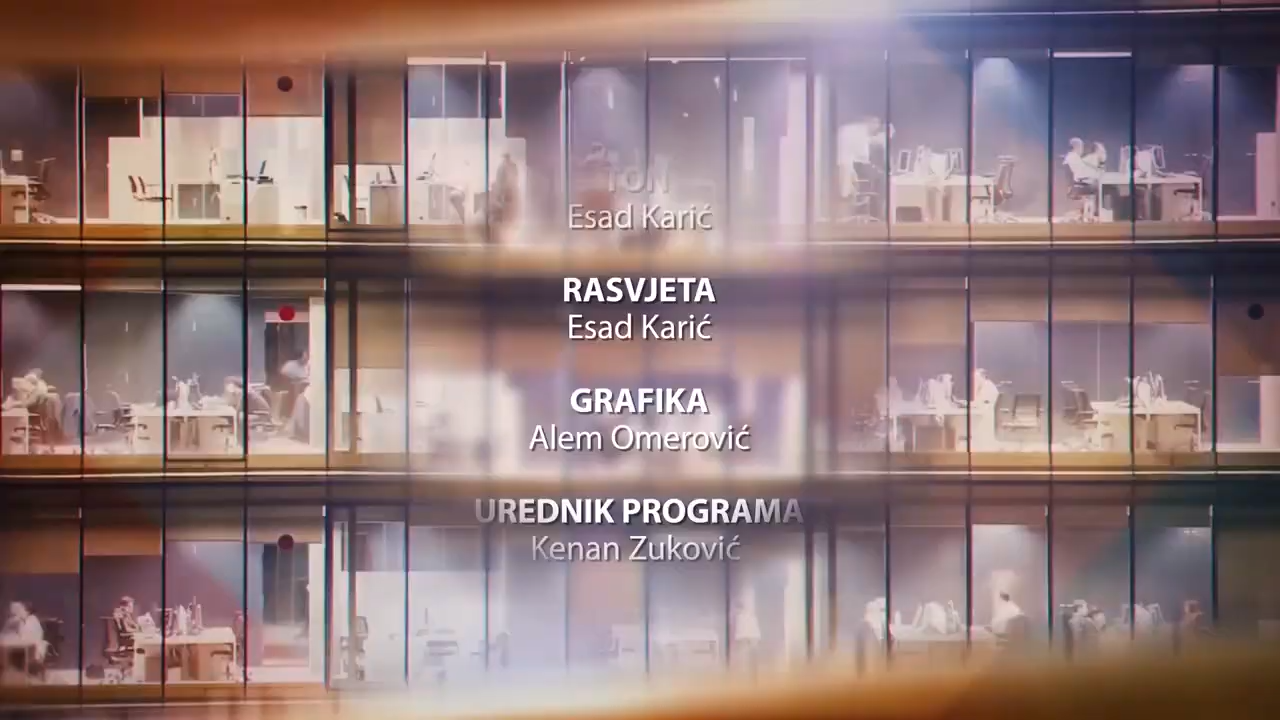 TON
Esad Karić
RASVJETA
Esad Karić
GRAFIKA
Alem Omerović
UREDNIK PROGRAMA
Kenan Zuković